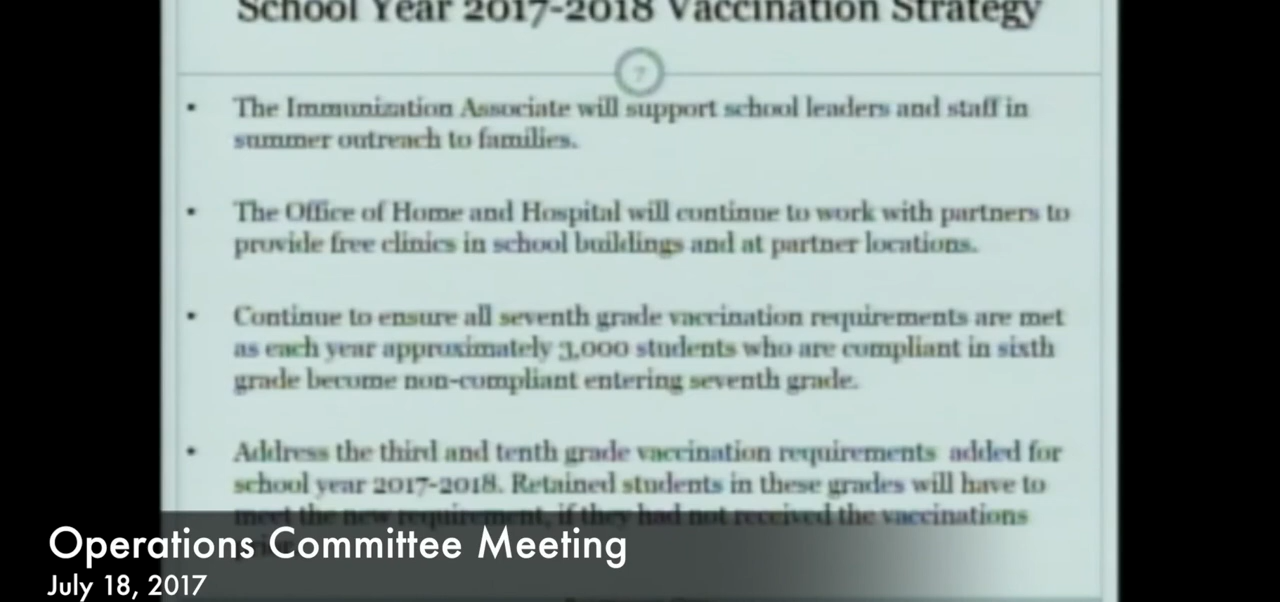 School Year 2017-2018 Vaccination Strategy
7
• The Immunization Associate will support school leaders and staff in
summer outreach to families.
• The Office of Home and Hospital will continue to work with partners to
provide free clinics in school buildings and at partner locations.
• Continue to ensure all seventh grade vaccination requirements are met
as each year approximately 3,000 students who are compliant in sixth
grade become non-compliant entering seventh grade.
• Address the third and tenth grade vaccination requirements added for
school year 2017-2018. Retained students in these grades will have to
meet the new requirement, if they had not received the vaccinations
Operations Committee Meeting
July 18, 2017